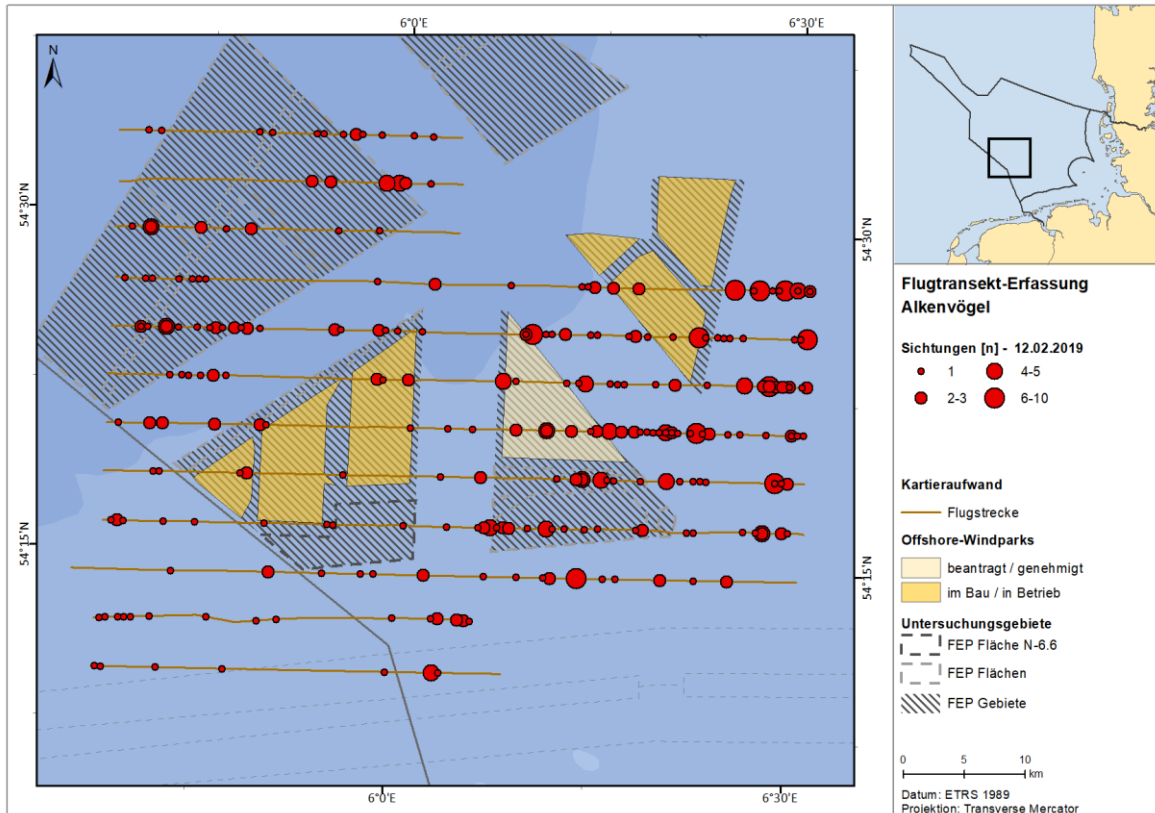 6°0'E
6°30'E
N
54°30'N
54°30'N
54°15'N
54°15'N
6°0'E
6°30'E
Flugtransekt-Erfassung
Alkenvögel
Sichtungen [n] - 12.02.2019
1
4-5
2-3
6-10
Kartieraufwand
Flugstrecke
Offshore-Windparks
beantragt / genehmigt
im Bau / in Betrieb
Untersuchungsgebiete
FEP Fläche N-6.6
FEP Flächen
FEP Gebiete
0 5 10
km
Datum: ETRS 1989
Projektion: Transverse Mercator